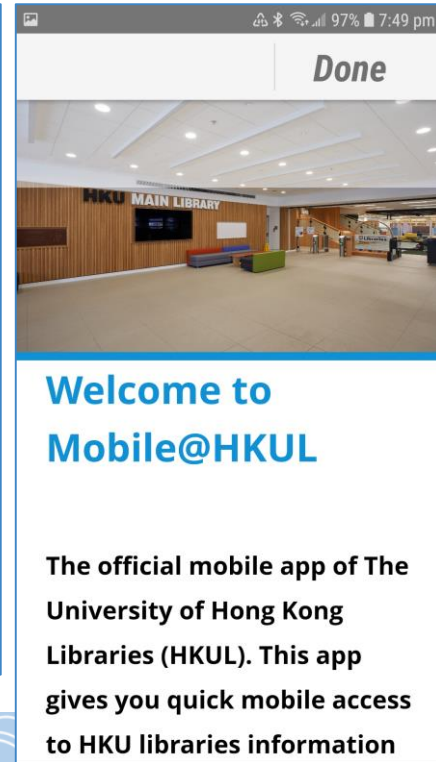 97% 7:49 pm
Done
HKU MAIN LIBRARY
Welcome to
Mobile@HKUL
The official mobile app of The
University of Hong Kong
Libraries (HKUL). This app
gives you quick mobile access
to HKU libraries information